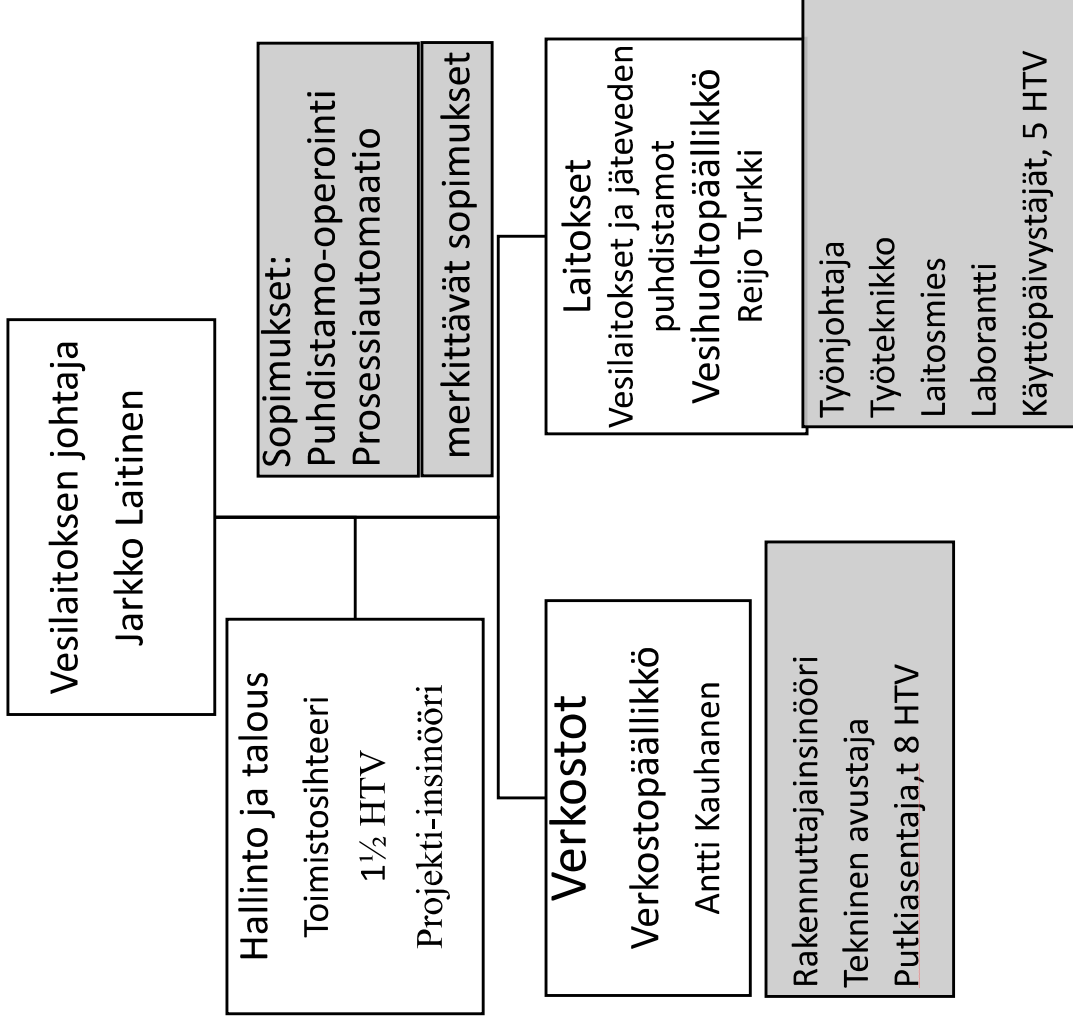 Vesilaitoksen johtaja
Jarkko Laitinen
Hallinto ja talous
Toimistosihteeri
1½ HTV
Projekti-insinööri
Sopimukset:
Puhdistamo-operointi
Prosessiautomaatio
merkittävät sopimukset
Verkostot
Verkostopäällikkö
Antti Kauhanen
Rakennuttajainsinööri
Tekninen avustaja
Putkiasentaja,t 8 HTV
Laitokset
Vesilaitokset ja jäteveden
puhdistamot
Vesihuoltopäällikkö
Reijo Turkki
Työnjohtaja
Työteknikko
Laitosmies
Laborantti
Käyttöpäivystäjät, 5 HTV